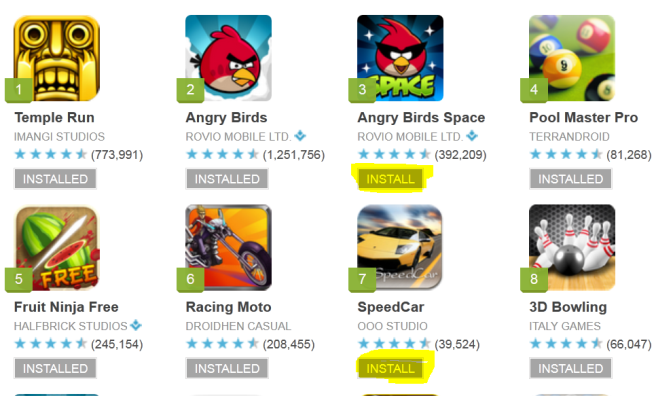 1
2
3
4
SPACE
Temple Run
Angry Birds
Angry Birds Space
Pool Master Pro
IMANGI STUDIOS
ROVIO MOBILE LTD.
ROVIO MOBILE LTD.
TERRANDROID
(773,991)
(1,251,756)
(392,209)
(81,268)
INSTALLED
INSTALLED
INSTALL
INSTALLED
5
6
7
8
FREE
SpeedCar
Fruit Ninja Free
Racing Moto
SpeedCar
3D Bowling
HALFBRICK STUDIOS
DROIDHEN CASUAL
OOO STUDIO
ITALY GAMES
(245,154)
(208,455)
(39,524)
(66,047)
INSTALLED
INSTALLED
INSTALL
INSTALLED